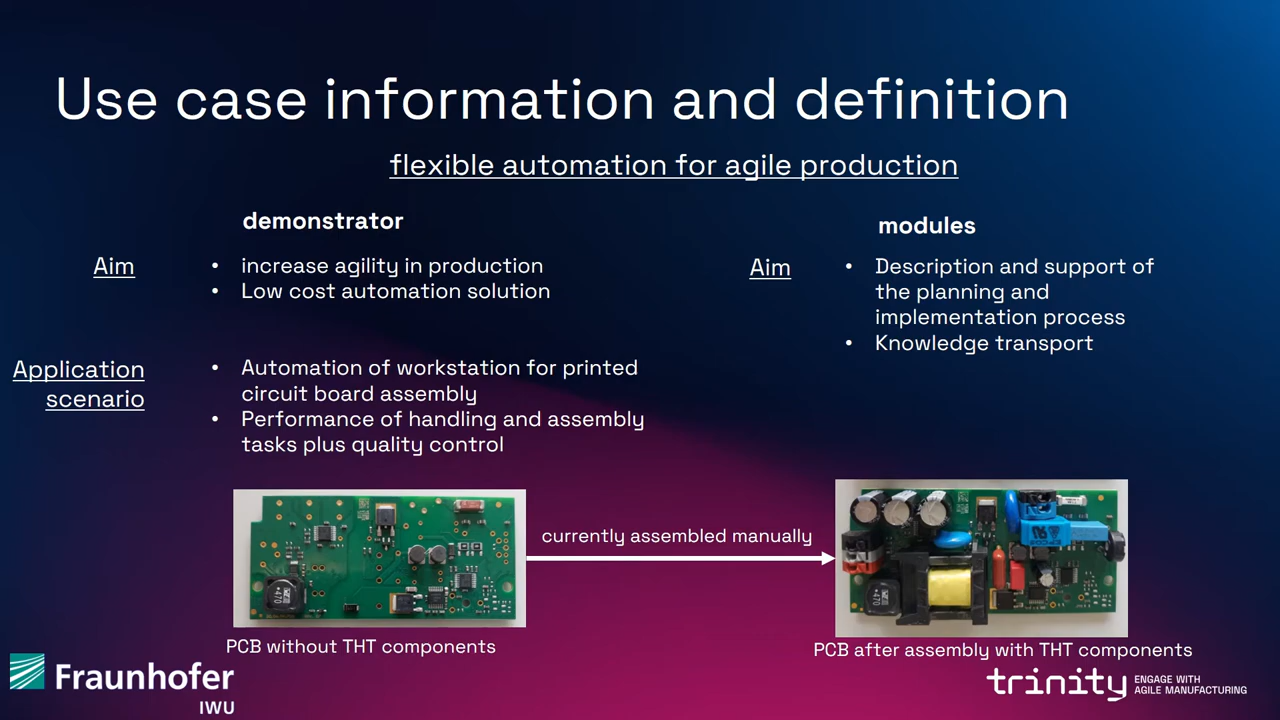 Use case information and definition
flexible automation for agile production
demonstrator
Aim
• increase agility in production
• Low cost automation solution
Application
scenario
• Automation of workstation for printed
circuit board assembly
• Performance of handling and assembly
tasks plus quality control
modules
Aim
• Description and support of
the planning and
implementation process
• Knowledge transport
currently assembled manually
470
EPCOS
470
PCB without THT components
PCB after assembly with THT components
Fraunhofer
IWU
trinity
ENGAGE WITH
AGILE MANUFACTURING